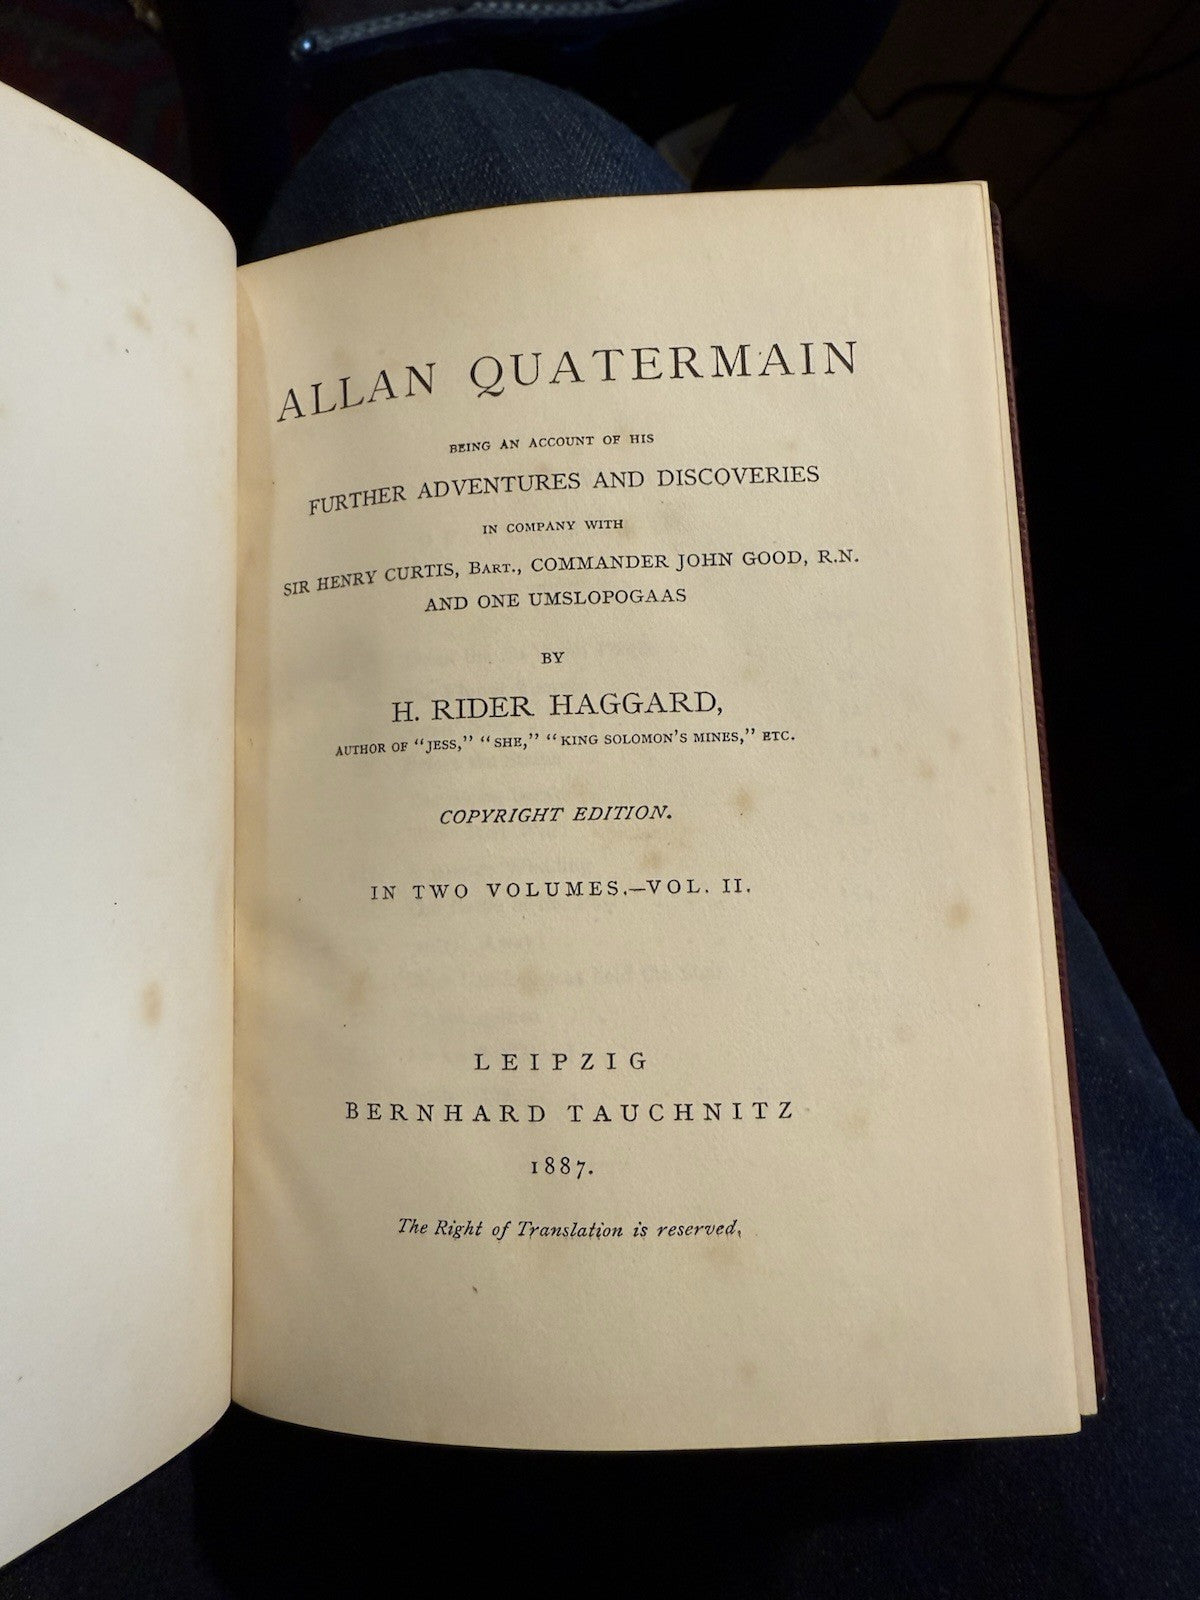 ALLAN QUATERMAIN
BEING AN ACCOUNT OF HIS
FURTHER ADVENTURES AND DISCOVERIES
IN COMPANY WITH
SIR HENRY CURTIS, BART., COMMANDER JOHN GOOD, R.N.
AND ONE UMSLOPOGAAS
BY
H. RIDER HAGGARD,
AUTHOR OF “JESS,” “SHE,” “KING SOLOMON'S MINES,” ETC.
COPYRIGHT EDITION.
IN TWO VOLUMES.—VOL. II.
LEIPZIG
BERNHARD TAUCHNITZ
1887.
The Right of Translation is reserved.